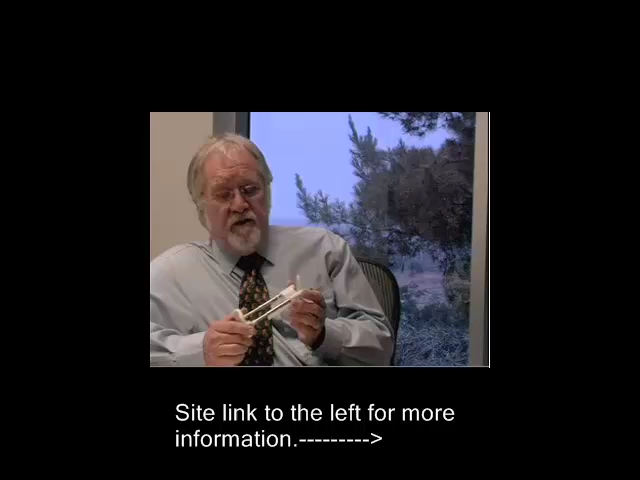 Site link to the left for more
information.--------->